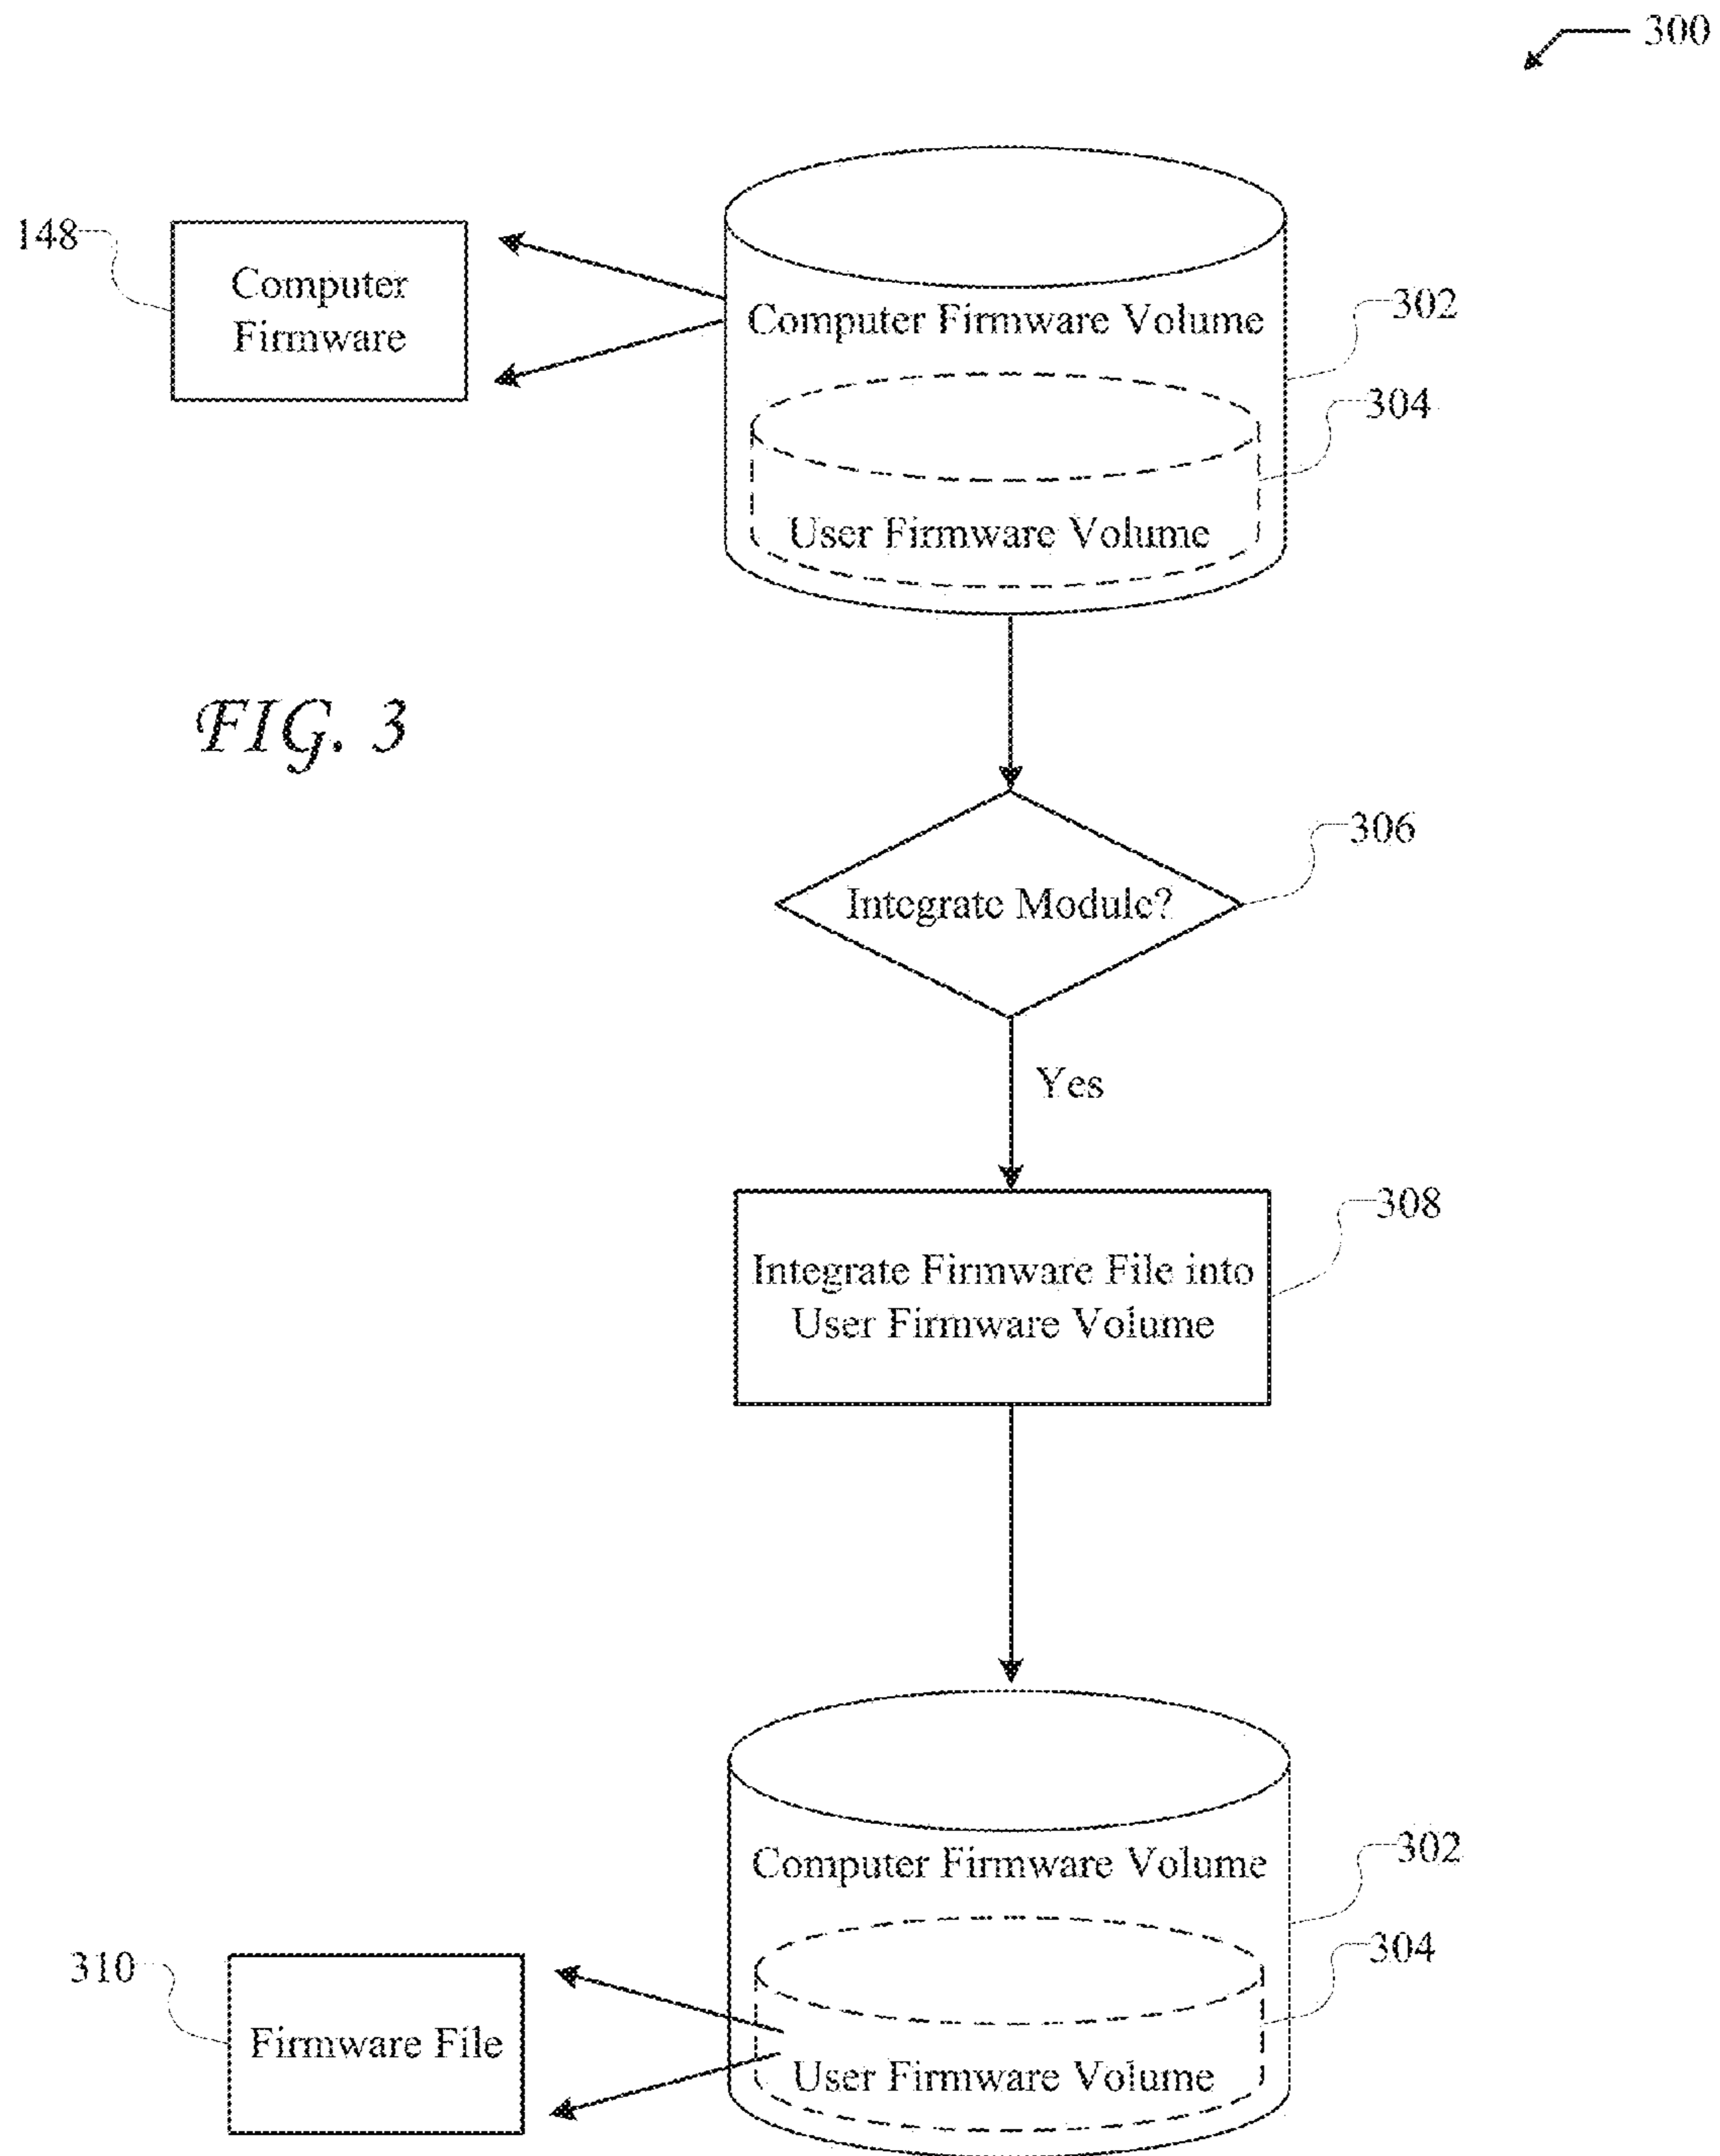 300
148
Computer
Firmware
Computer Firmware Volume
302
304
User Firmware Volume
FIG. 3
306
Integrate Module?
Yes
308
Integrate Firmware File into
User Firmware Volume
Computer Firmware Volume
302
304
310
Firmware File
User Firmware Volume